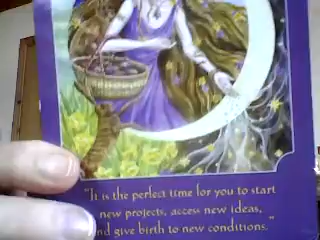 "It is the perfect time for you to start
new projects, access new ideas,
nd give birth to new conditions."